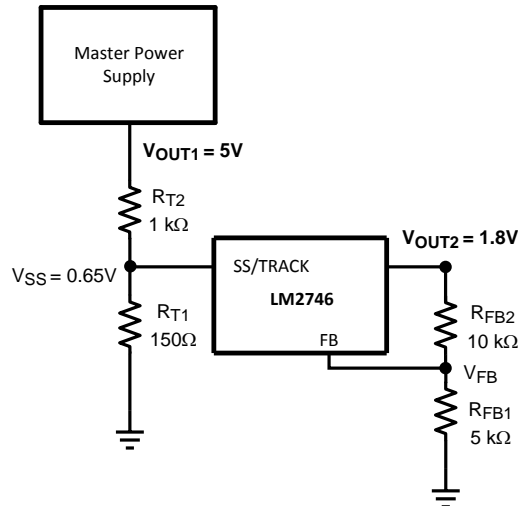 Master Power
Supply
VOUT1 = 5V
RT2
1 kΩ
VOUT2 = 1.8V
SS/TRACK
VSS = 0.65V
LM2746
RT1
150Ω
RFB2
10 kΩ
FB
VFB
RFB1
5 kΩ